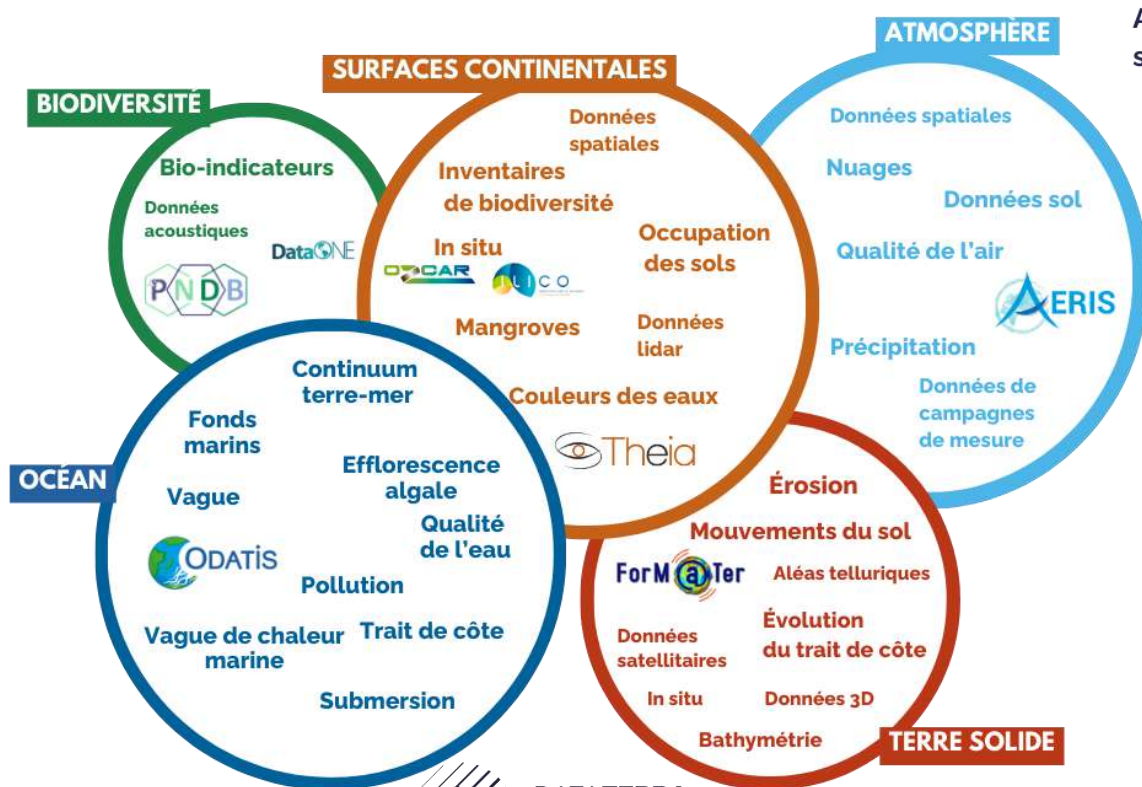 BIODIVERSITÉ
Bio-indicateurs
Données
acoustiques
DataONE
PNDB
SURFACES CONTINENTALES
Données
spatiales
Inventaires
de biodiversité
In situ
OZCAR
ILICO
Occupation
des sols
Mangroves
Données
lidar
Couleurs des eaux
Theia
ATMOSPHÈRE
Données spatiales
Nuages
Données sol
Qualité de l'air
AERIS
Précipitation
Données de
campagnes
de mesure
OCÉAN
Continuum
terre-mer
Fonds
marins
Efflorescence
algale
Vague
Qualité
de l'eau
ODATIS
Pollution
Vague de chaleur
marine
Trait de côte
Submersion
Érosion
Mouvements du sol
ForM@Ter
Aléas telluriques
Évolution
du trait de côte
Données
satellitaires
In situ
Données 3D
Bathymétrie
TERRE SOLIDE